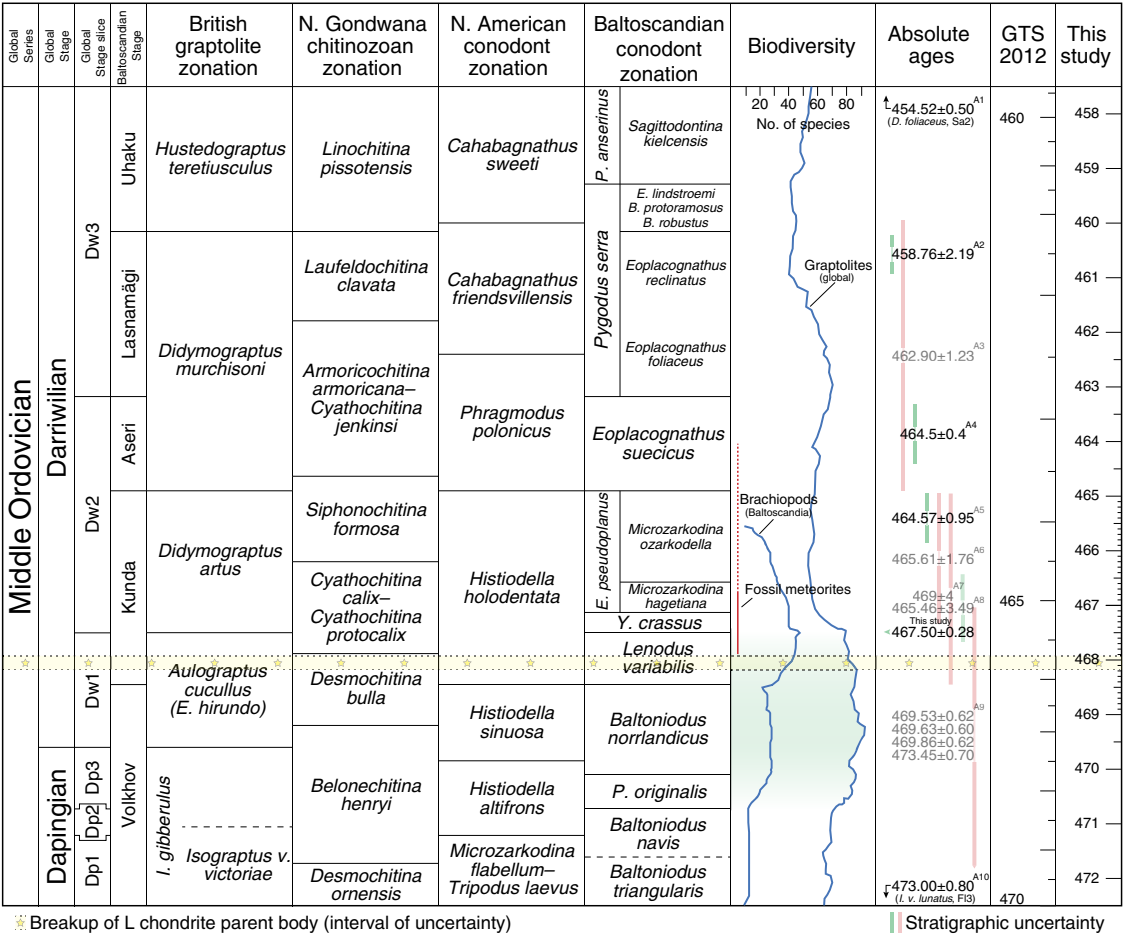 Global Series
Global Stage
Global Stage slice
Baltoscandian Stage
British graptolite zonation
N. Gondwana chitinozoan zonation
N. American conodont zonation
Baltoscandian conodont zonation
Biodiversity
Absolute ages
GTS 2012
This study
Middle Ordovician
Darriwilian
Dapingian
Dw3
Dw2
Dw1
Dp3
Dp2
Dp1
Uhaku
Lasnamägi
Aseri
Kunda
Volkhov
Hustedograptus teretiusculus
Didymograptus murchisoni
Didymograptus artus
Aulograptus cucullus (E. hirundo)
I. gibberulus
Isograptus v. victoriae
Linochitina pissotensis
Laufeldochitina clavata
Armoricochitina armoricana–Cyathochitina jenkinsi
Siphonochitina formosa
Cyathochitina calix–Cyathochitina protocalix
Desmochitina bulla
Belonechitina henryi
Desmochitina ornensis
Cahabagnathus sweeti
Cahabagnathus friendsvillensis
Phragmodus polonicus
Histiodella holodentata
Histiodella sinuosa
Histiodella altifrons
Microzarkodina flabellum–Tripodus laevus
P. anserinus
Sagittodontina kielcensis
Pygodus serra
E. lindstroemi
B. protoramosus
B. robustus
Eoplacognathus reclinatus
Eoplacognathus foliaceus
Eoplacognathus suecicus
E. pseudoplanus
Microzarkodina ozarkodella
Microzarkodina hagetiana
Y. crassus
Lenodus variabilis
Baltoniodus norrlandicus
P. originalis
Baltoniodus navis
Baltoniodus triangularis
20 40 60 80
No. of species
Graptolites (global)
Brachiopods (Baltoscandia)
Fossil meteorites
454.52±0.50 A1
(D. foliaceus, Sa2)
458.76±2.19 A2
462.90±1.23 A3
464.5±0.4 A4
464.57±0.95 A5
465.61±1.76 A6
469±4 A7
465.46±3.49 A8
This study
467.50±0.28
469.53±0.62 A9
469.63±0.60
469.86±0.62
473.45±0.70
473.00±0.80 A10
(I. v. lunatus, Fl3)
460
465
470
458
459
460
461
462
463
464
465
466
467
468
469
470
471
472
Breakup of L chondrite parent body (interval of uncertainty)
Stratigraphic uncertainty